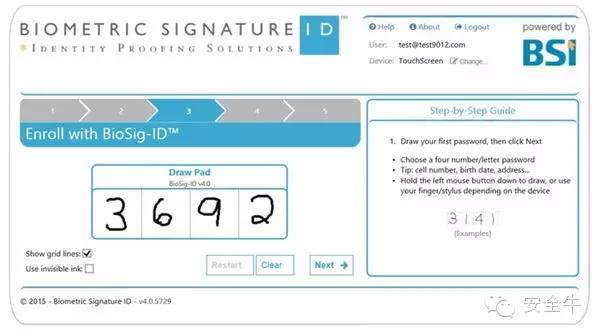 BIOMETRIC SIGNATURE ID™
*IDENTITY PROOFING SOLUTIONS
Help About Logout
User: test@test9012.com
Device: TouchScreen Change...
powered by
BSI
1 2 3 4 5
Enroll with BioSig-ID™
Draw Pad
BioSig-ID v4.0
3 6 9 2
Show grid lines:
Use invisible ink:
Restart Clear Next →
Step-by-Step Guide
1. Draw your first password, then click Next
• Choose a four number/letter password
• Tip: cell number, birth date, address...
• Hold the left mouse button down to draw, or use
your finger/stylus depending on the device
3 1 4 1
(Examples)
© 2015 - Biometric Signature ID - v4.0.5729
安全牛